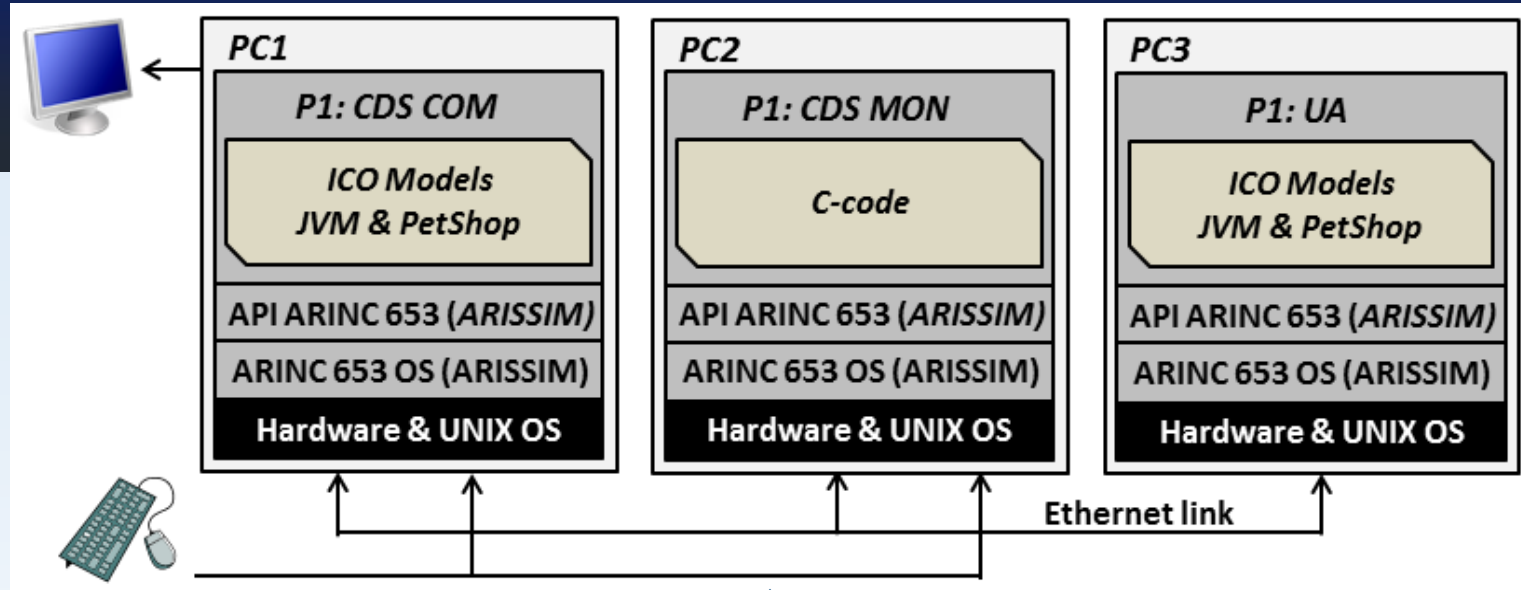 PC1
P1: CDS COM
ICO Models
JVM & PetShop
API ARINC 653 (ARISSIM)
ARINC 653 OS (ARISSIM)
Hardware & UNIX OS
PC2
P1: CDS MON
C-code
API ARINC 653 (ARISSIM)
ARINC 653 OS (ARISSIM)
Hardware & UNIX OS
PC3
P1: UA
ICO Models
JVM & PetShop
API ARINC 653 (ARISSIM)
ARINC 653 OS (ARISSIM)
Hardware & UNIX OS
Ethernet link